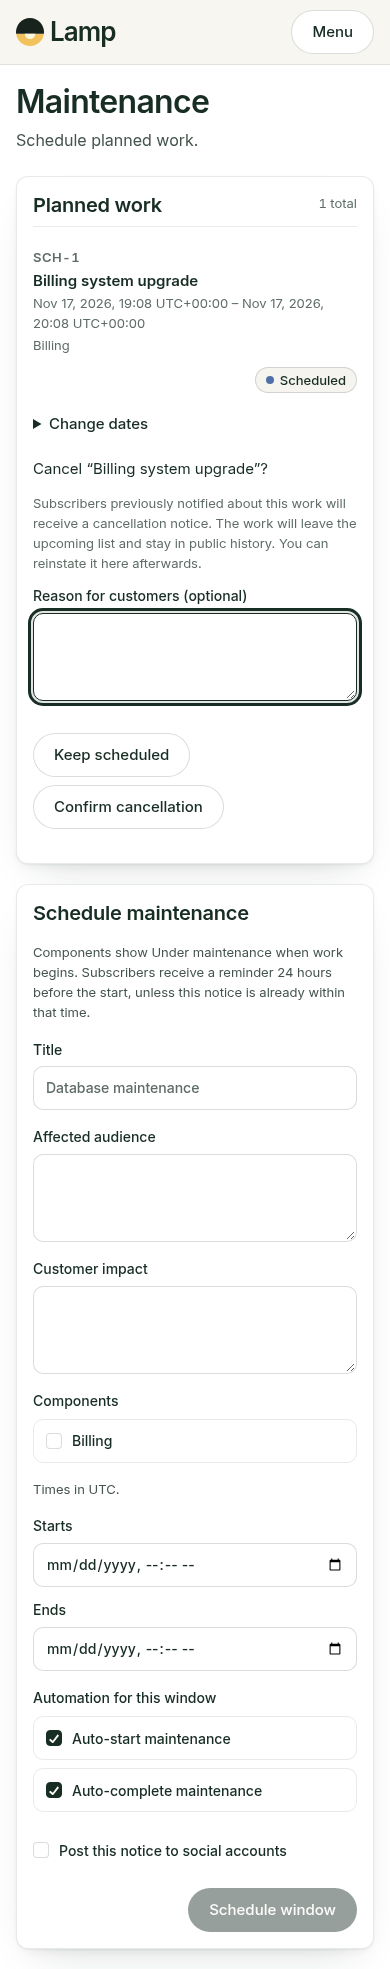 Lamp
Menu
Maintenance
Schedule planned work.
Planned work
1 total
SCH-1
Billing system upgrade
Nov 17, 2026, 19:08 UTC+00:00 – Nov 17, 2026,
20:08 UTC+00:00
Billing
Scheduled
Change dates
Cancel “Billing system upgrade”?
Subscribers previously notified about this work will
receive a cancellation notice. The work will leave the
upcoming list and stay in public history. You can
reinstate it here afterwards.
Reason for customers (optional)
Keep scheduled
Confirm cancellation
Schedule maintenance
Components show Under maintenance when work
begins. Subscribers receive a reminder 24 hours
before the start, unless this notice is already within
that time.
Title
Database maintenance
Affected audience
Customer impact
Components
Billing
Times in UTC.
Starts
mm/dd/yyyy, --:-- --
Ends
mm/dd/yyyy, --:-- --
Automation for this window
Auto-start maintenance
Auto-complete maintenance
Post this notice to social accounts
Schedule window